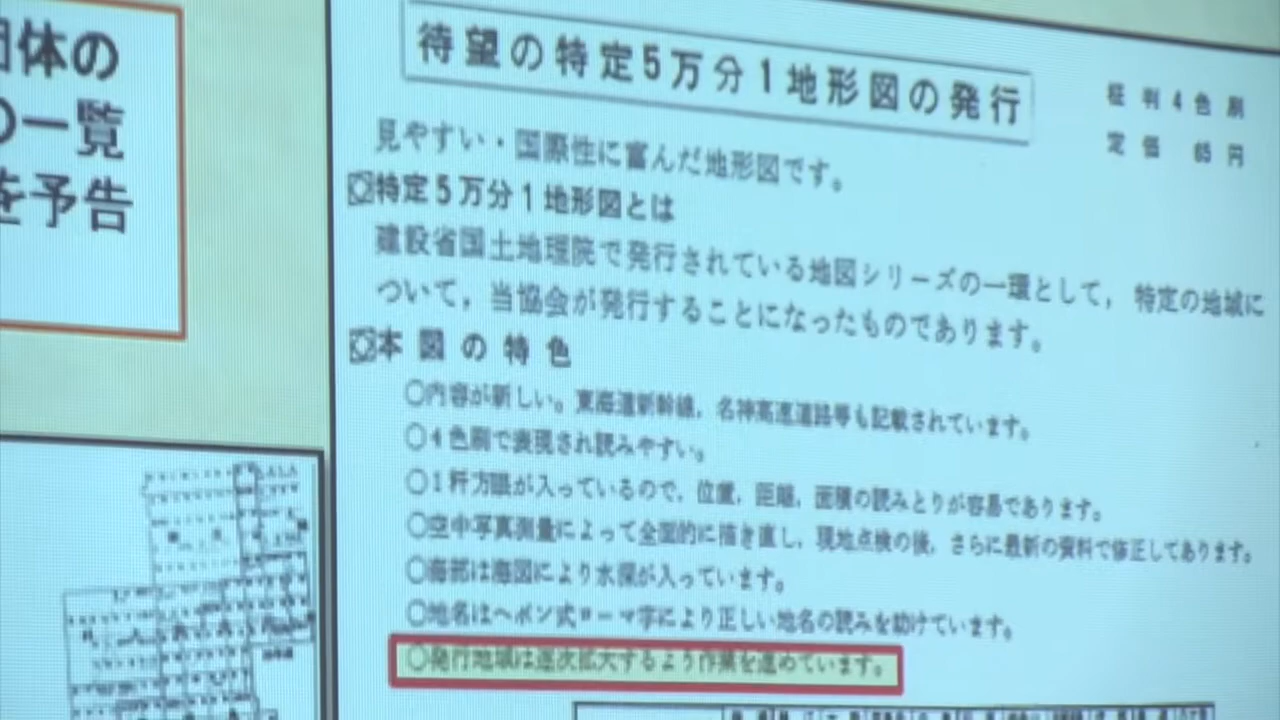 団体の
の一覧
を予告
待望の特定5万分1地形図の発行
柾判4色刷
定価 65円
見やすい・国際性に富んだ地形図です。
特定5万分1地形図とは
建設省国土地理院で発行されている地図シリーズの一環として，特定の地域に
ついて，当協会が発行することになったものであります。
本図の特色
○内容が新しい。東海道新幹線，名神高速道路等も記載されています。
○4色刷で表現され読みやすい。
○1粁方眼が入っているので，位置，距離，面積の読みとりが容易であります。
○空中写真測量によって全面的に描き直し，現地点検の後，さらに最新の資料で修正してあります。
○海部は海図により水深が入っています。
○地名はヘボン式ローマ字により正しい地名の読みを助けています。
○発行地域は逐次拡大するよう作業を進めています。